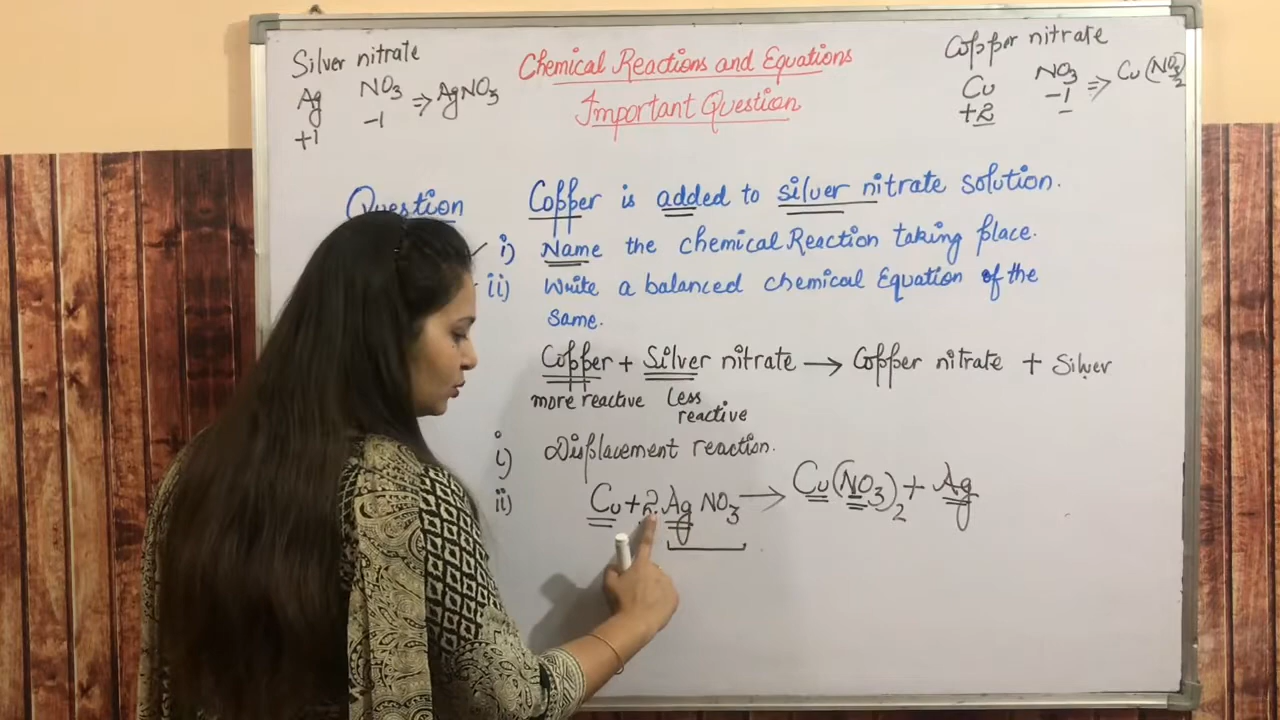 Silver nitrate
Ag NO3 ⇒ AgNO3
+1 -1
Chemical Reactions and Equations
Important Question
Copper nitrate
Cu NO3 ⇒ Cu(NO3)2
+2 -1
Question Copper is added to silver nitrate solution.
i) Name the chemical Reaction taking place.
ii) Write a balanced chemical Equation of the
same.
Copper + Silver nitrate → Copper nitrate + Silver
more reactive Less
reactive
i) Displacement reaction.
ii) Cu + 2 Ag NO3 → Cu(NO3)2 + Ag